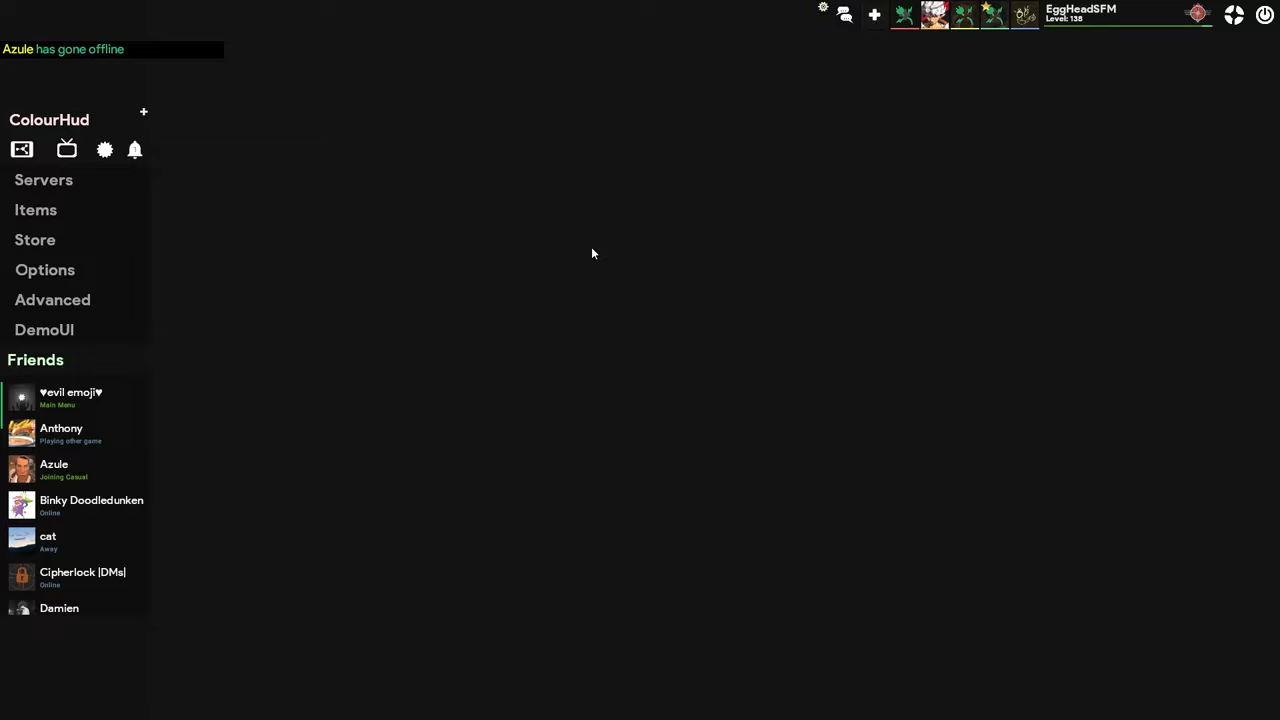 EggHeadSFM
Level: 138
Azule has gone offline
ColourHud
Servers
Items
Store
Options
Advanced
DemoUI
Friends
♥evil emoji♥
Main Menu
Anthony
Playing other game
Azule
Joining Casual
Binky Doodledunken
Online
cat
Away
Cipherlock |DMs|
Online
Damien